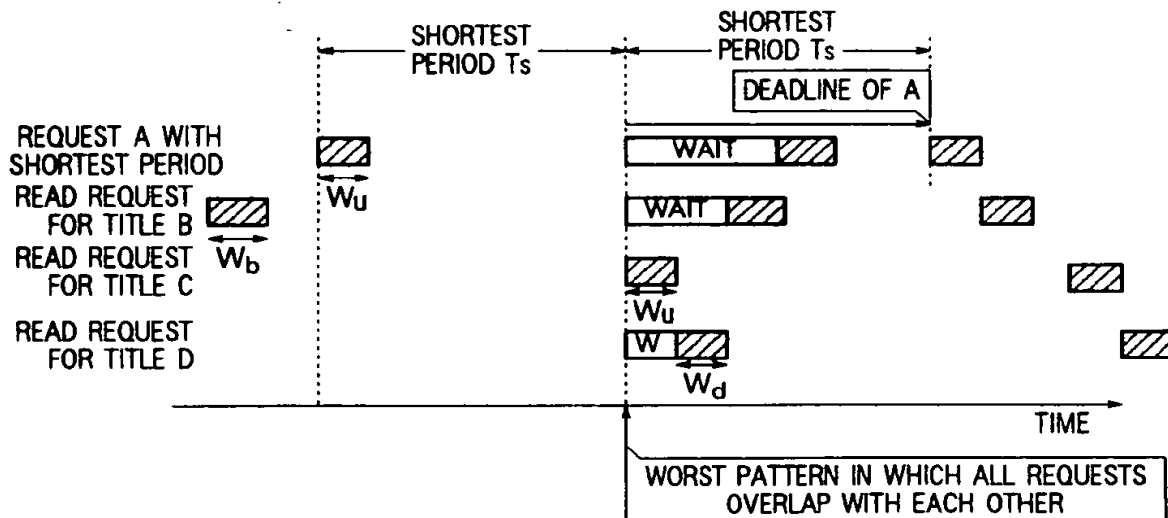 SHORTEST
PERIOD Ts
SHORTEST
PERIOD Ts
DEADLINE OF A
REQUEST A WITH
SHORTEST PERIOD
WAIT
Wu
READ REQUEST
FOR TITLE B
WAIT
Wb
READ REQUEST
FOR TITLE C
Wu
READ REQUEST
FOR TITLE D
W
Wd
TIME
WORST PATTERN IN WHICH ALL REQUESTS
OVERLAP WITH EACH OTHER